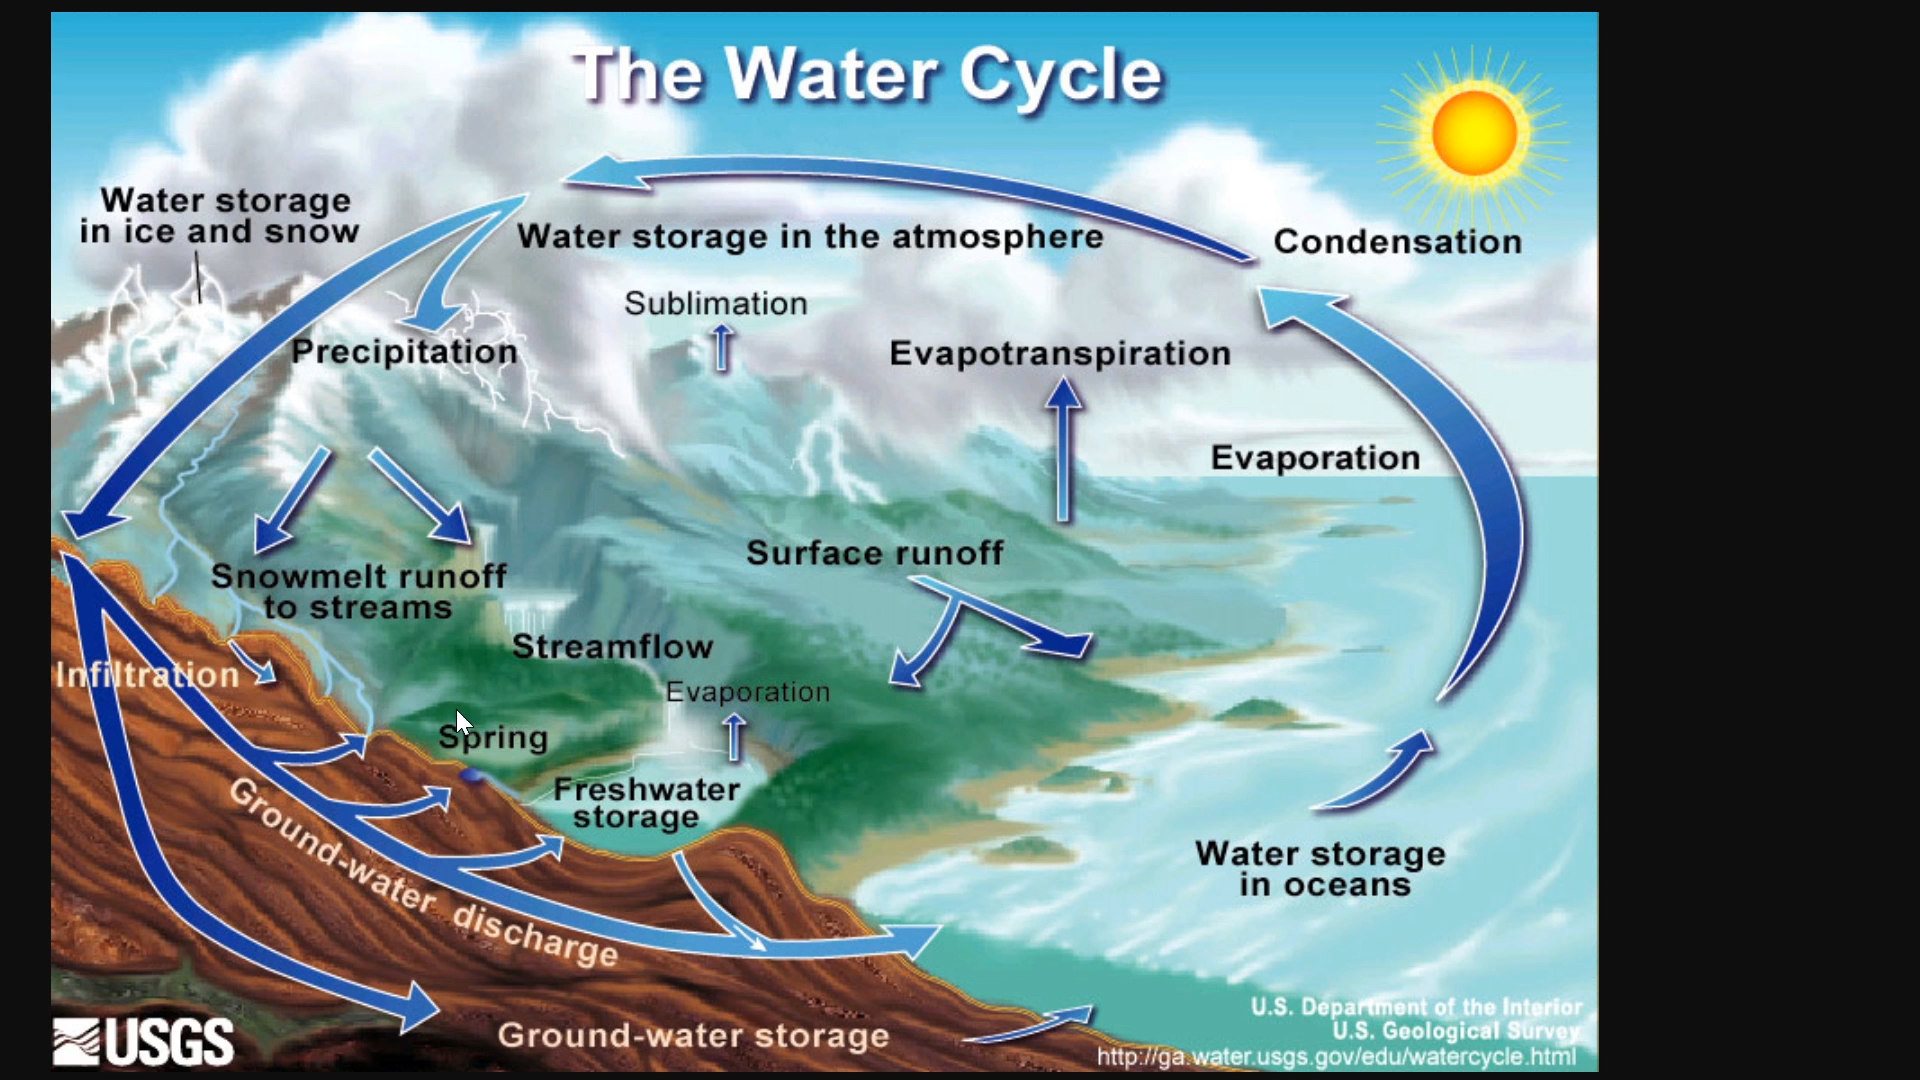 The Water Cycle
Water storage
in ice and snow
Water storage in the atmosphere
Condensation
Sublimation
Precipitation
Evapotranspiration
Evaporation
Surface runoff
Snowmelt runoff
to streams
Streamflow
Infiltration
Evaporation
Spring
Freshwater
storage
Ground-water discharge
Water storage
in oceans
Ground-water storage
USGS
U.S. Department of the Interior
U.S. Geological Survey
http://ga.water.usgs.gov/edu/watercycle.html